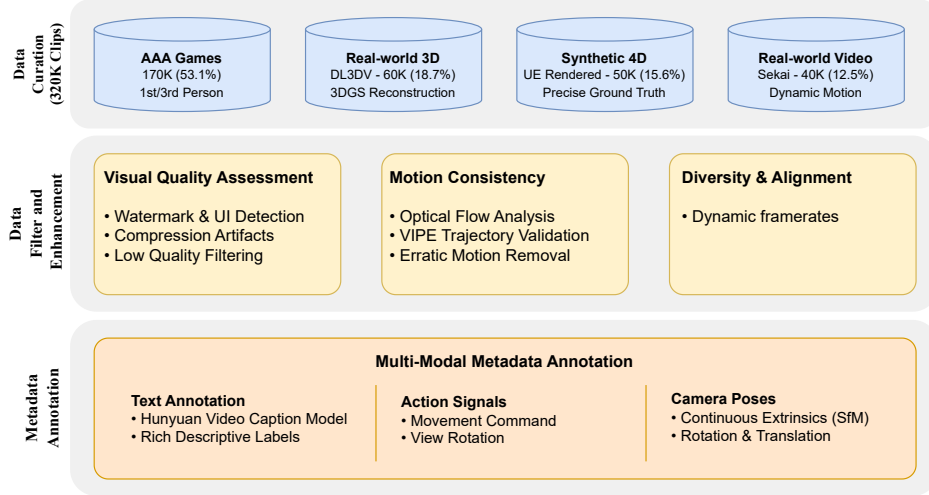 Data
Curation
(320K Clips)
AAA Games
170K (53.1%)
1st/3rd Person
Real-world 3D
DL3DV - 60K (18.7%)
3DGS Reconstruction
Synthetic 4D
UE Rendered - 50K (15.6%)
Precise Ground Truth
Real-world Video
Sekai - 40K (12.5%)
Dynamic Motion
Data
Filter and
Enhancement
Visual Quality Assessment
• Watermark & UI Detection
• Compression Artifacts
• Low Quality Filtering
Motion Consistency
• Optical Flow Analysis
• VIPE Trajectory Validation
• Erratic Motion Removal
Diversity & Alignment
• Dynamic framerates
Metadata
Annotation
Multi-Modal Metadata Annotation
Text Annotation
• Hunyuan Video Caption Model
• Rich Descriptive Labels
Action Signals
• Movement Command
• View Rotation
Camera Poses
• Continuous Extrinsics (SfM)
• Rotation & Translation